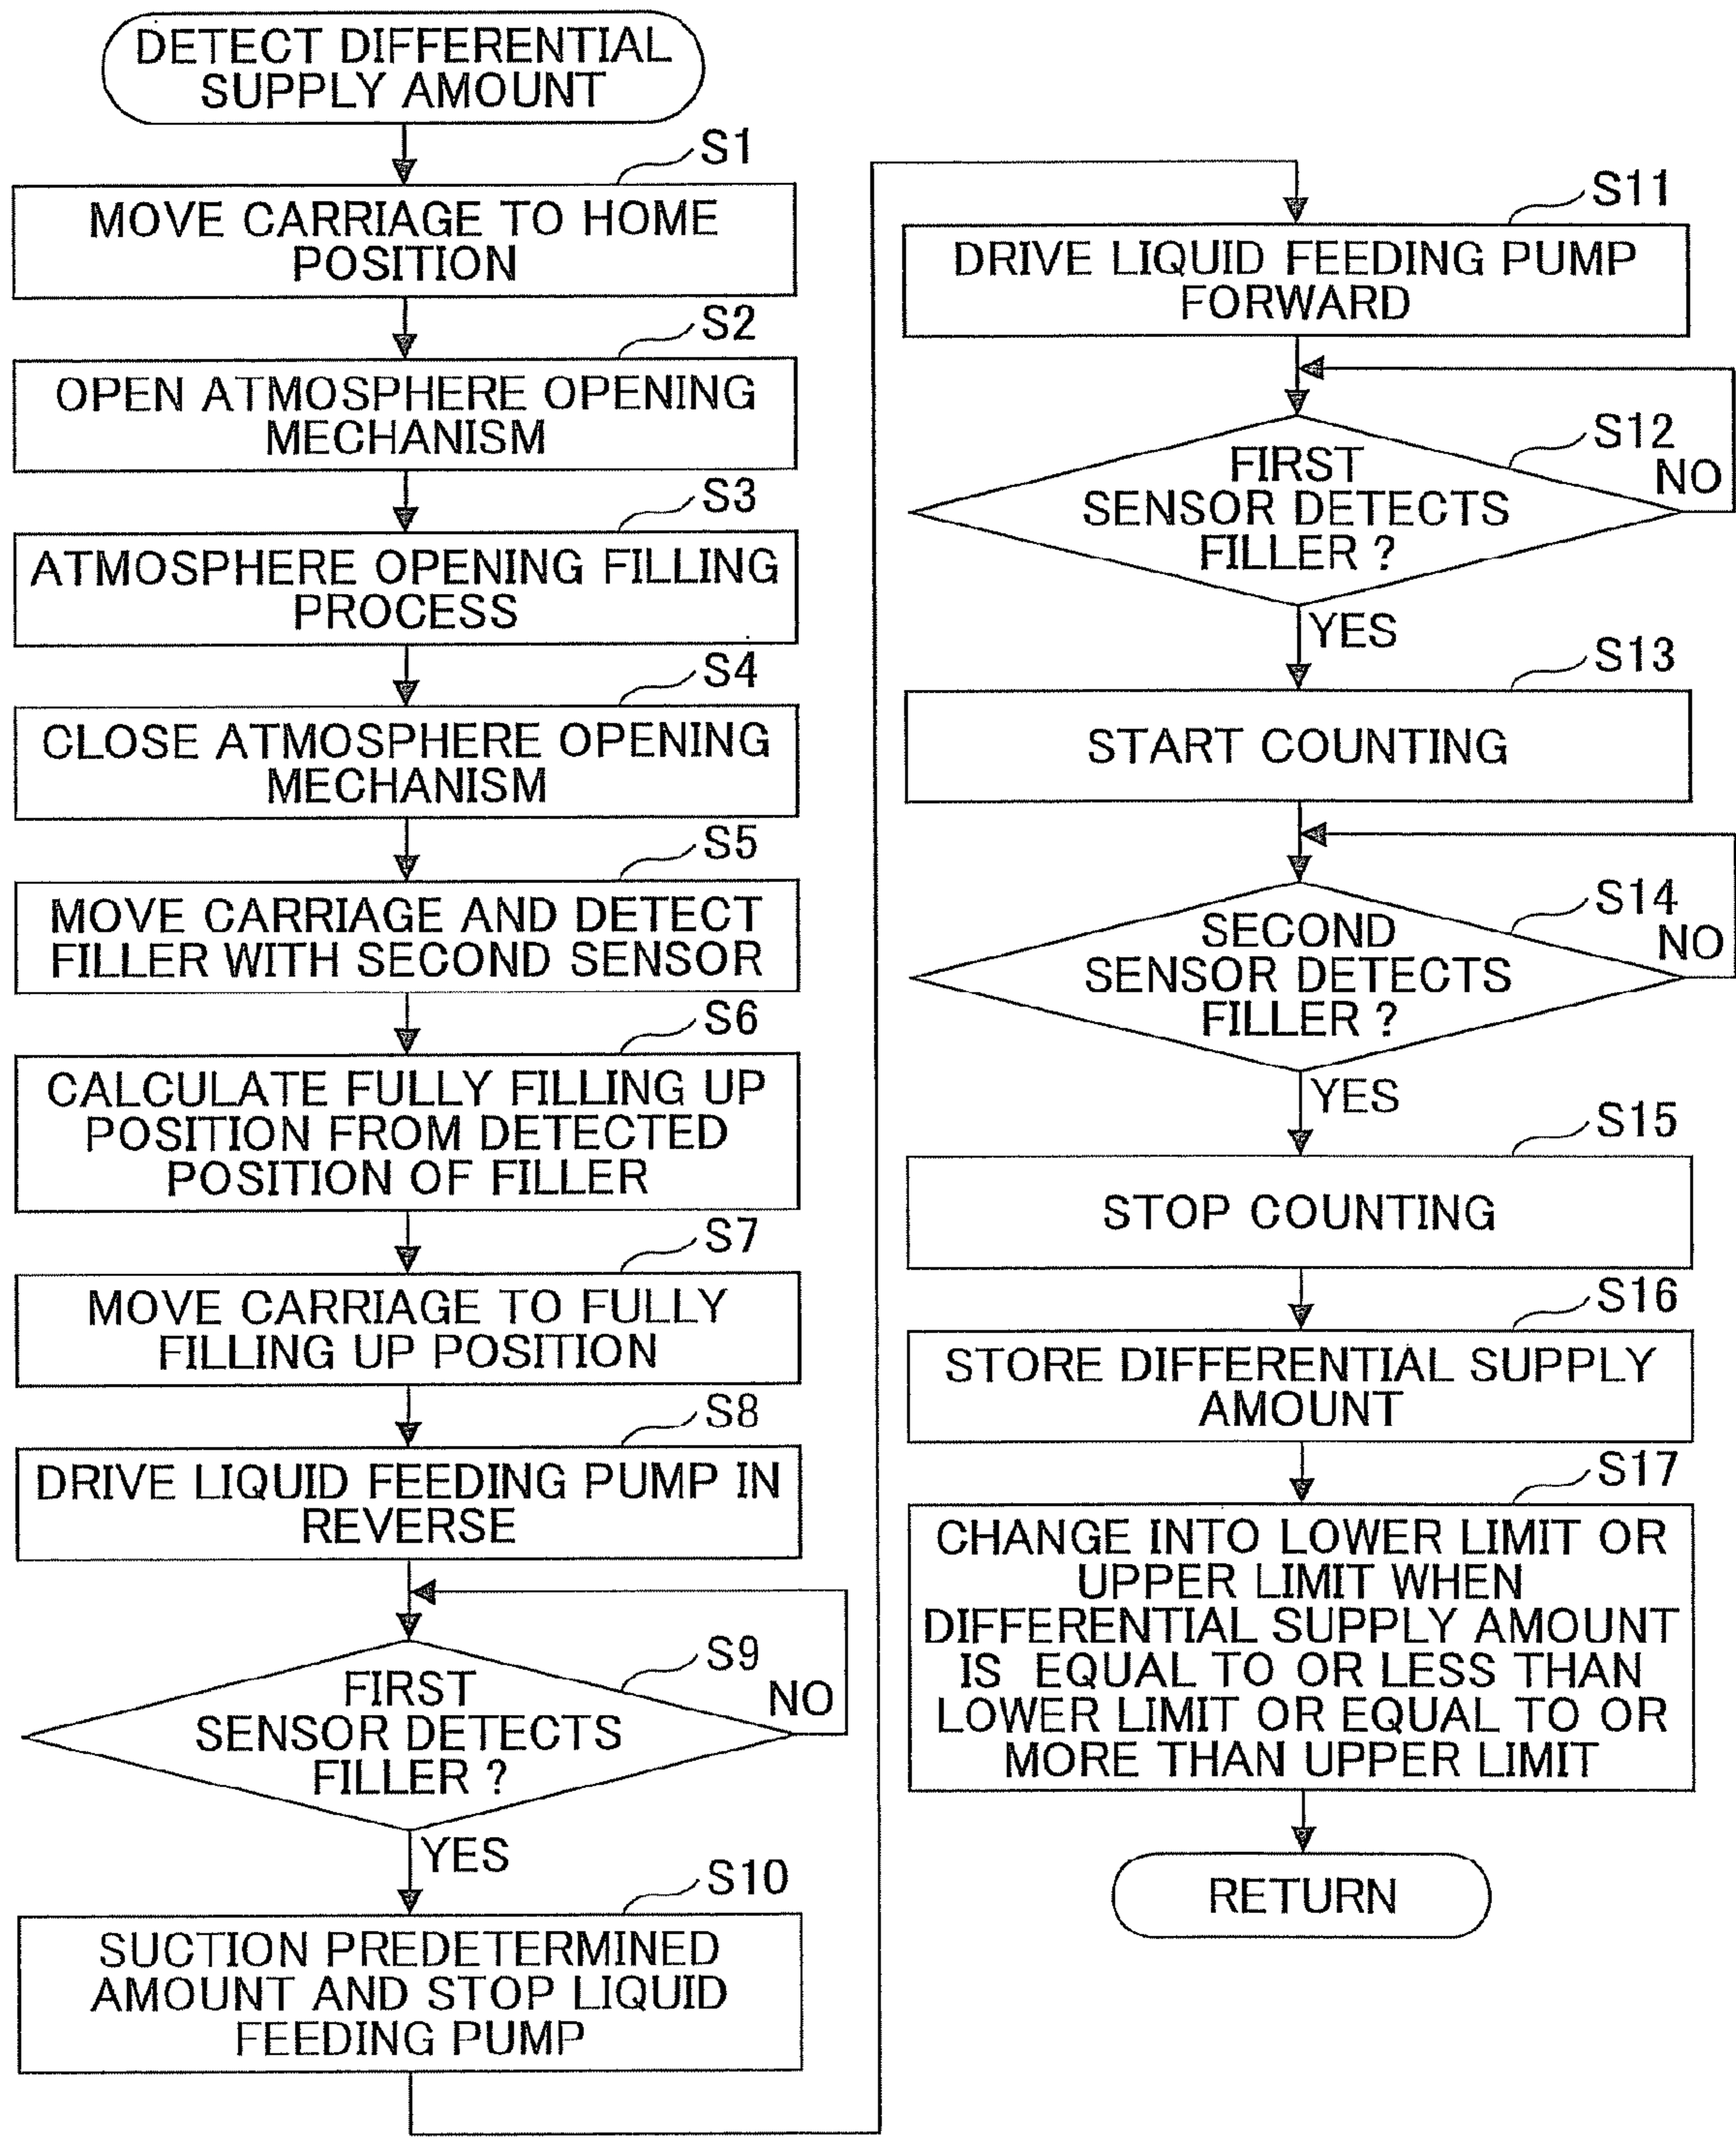 DETECT DIFFERENTIAL
SUPPLY AMOUNT
S1
MOVE CARRIAGE TO HOME
POSITION
S2
OPEN ATMOSPHERE OPENING
MECHANISM
S3
ATMOSPHERE OPENING FILLING
PROCESS
S4
CLOSE ATMOSPHERE OPENING
MECHANISM
S5
MOVE CARRIAGE AND DETECT
FILLER WITH SECOND SENSOR
S6
CALCULATE FULLY FILLING UP
POSITION FROM DETECTED
POSITION OF FILLER
S7
MOVE CARRIAGE TO FULLY
FILLING UP POSITION
S8
DRIVE LIQUID FEEDING PUMP IN
REVERSE
S9
FIRST
SENSOR DETECTS
FILLER ?
NO
YES
S10
SUCTION PREDETERMINED
AMOUNT AND STOP LIQUID
FEEDING PUMP
S11
DRIVE LIQUID FEEDING PUMP
FORWARD
S12
FIRST
SENSOR DETECTS
FILLER ?
NO
YES
S13
START COUNTING
S14
SECOND
SENSOR DETECTS
FILLER ?
NO
YES
S15
STOP COUNTING
S16
STORE DIFFERENTIAL SUPPLY
AMOUNT
S17
CHANGE INTO LOWER LIMIT OR
UPPER LIMIT WHEN
DIFFERENTIAL SUPPLY AMOUNT
IS EQUAL TO OR LESS THAN
LOWER LIMIT OR EQUAL TO OR
MORE THAN UPPER LIMIT
RETURN